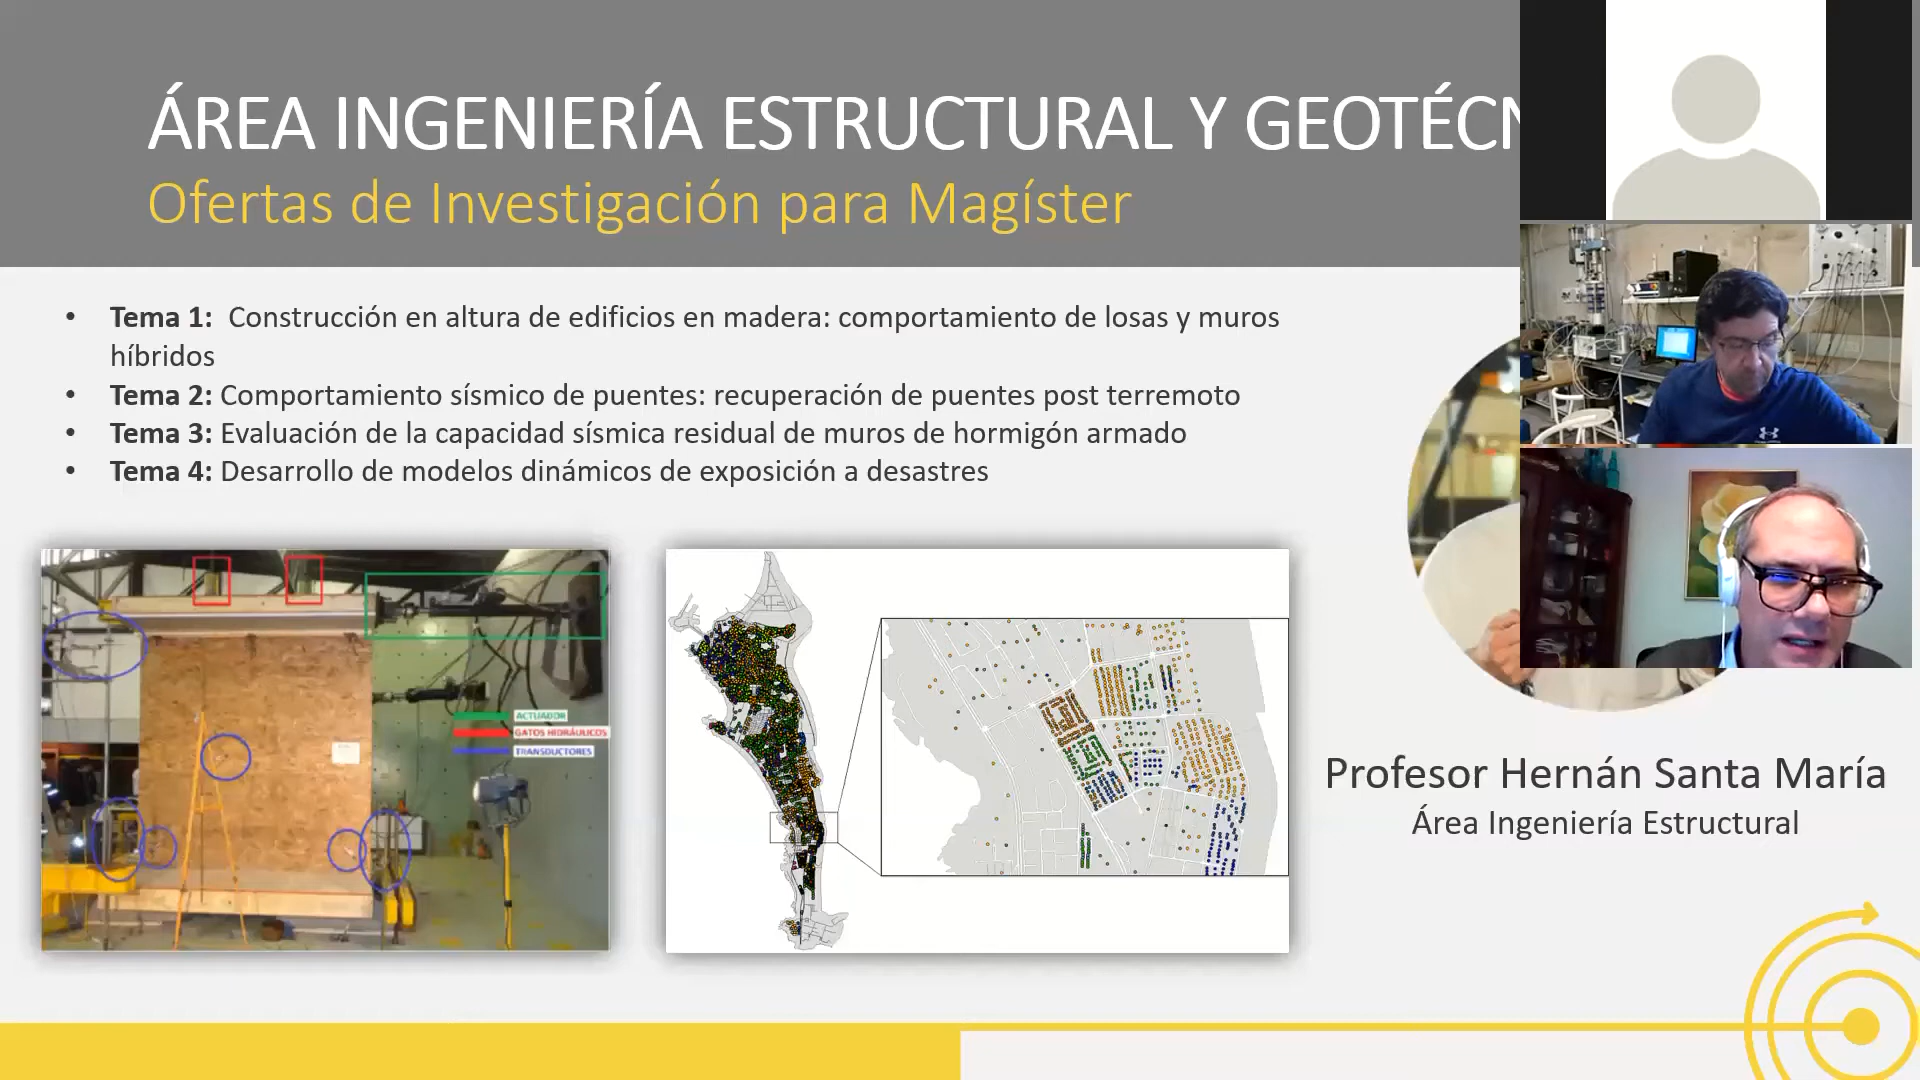 ÁREA INGENIERÍA ESTRUCTURAL Y GEOTÉCN
Ofertas de Investigación para Magíster
• Tema 1: Construcción en altura de edificios en madera: comportamiento de losas y muros
híbridos
• Tema 2: Comportamiento sísmico de puentes: recuperación de puentes post terremoto
• Tema 3: Evaluación de la capacidad sísmica residual de muros de hormigón armado
• Tema 4: Desarrollo de modelos dinámicos de exposición a desastres
ACTUADOR
GATOS HIDRÁULICOS
TRANSDUCTORES
Profesor Hernán Santa María
Área Ingeniería Estructural